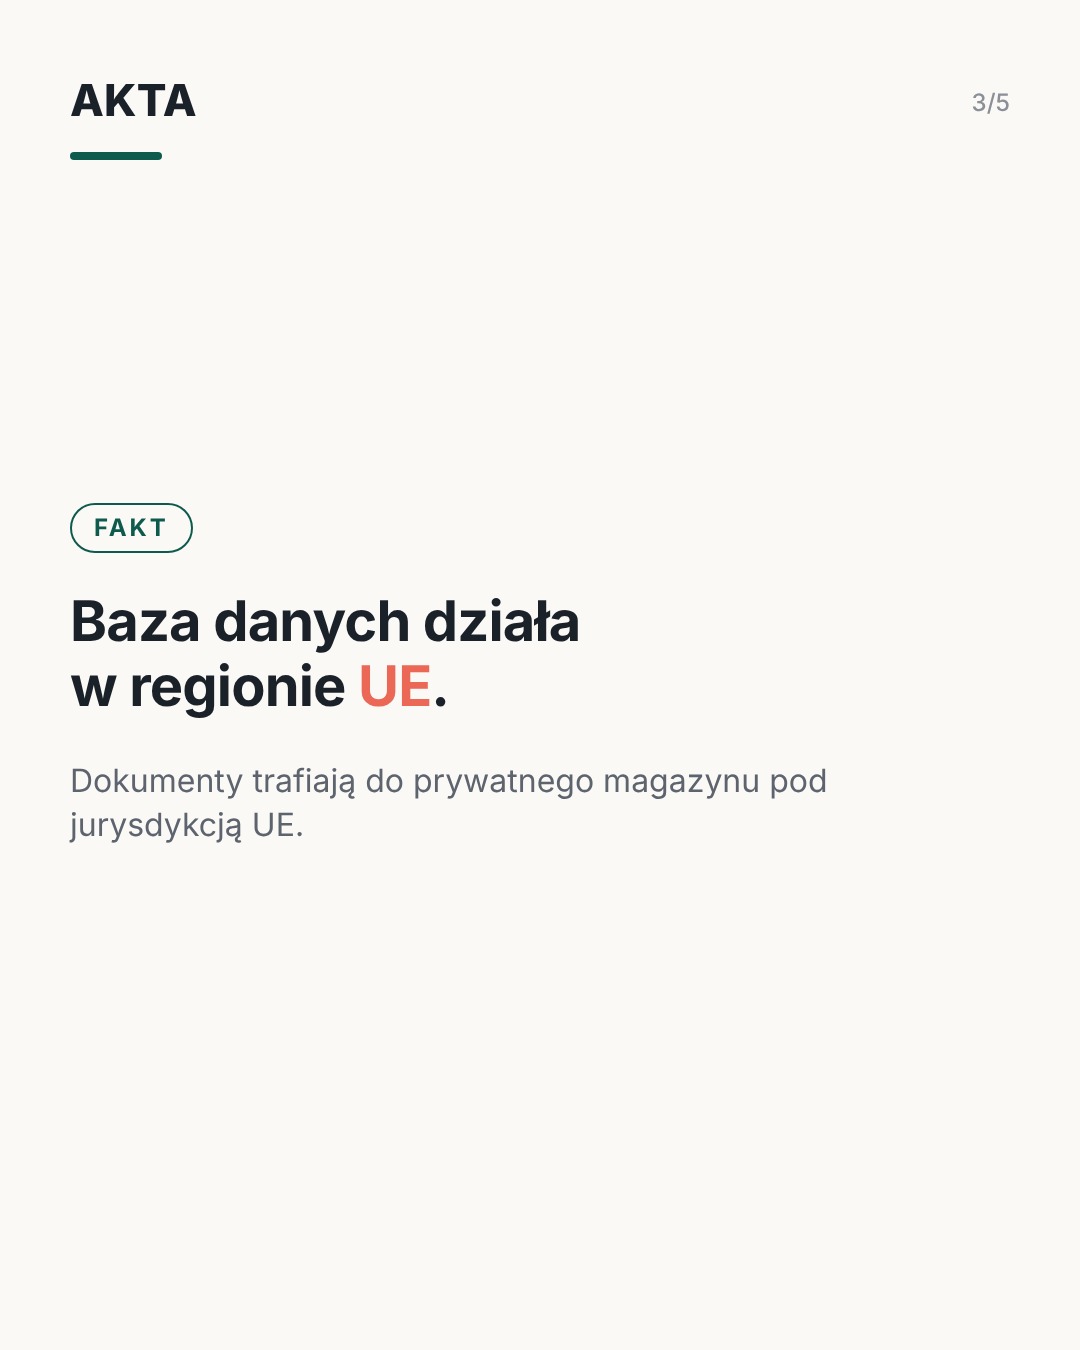 AKTA
3/5
FAKT
Baza danych działa
w regionie UE.
Dokumenty trafiają do prywatnego magazynu pod
jurysdykcją UE.